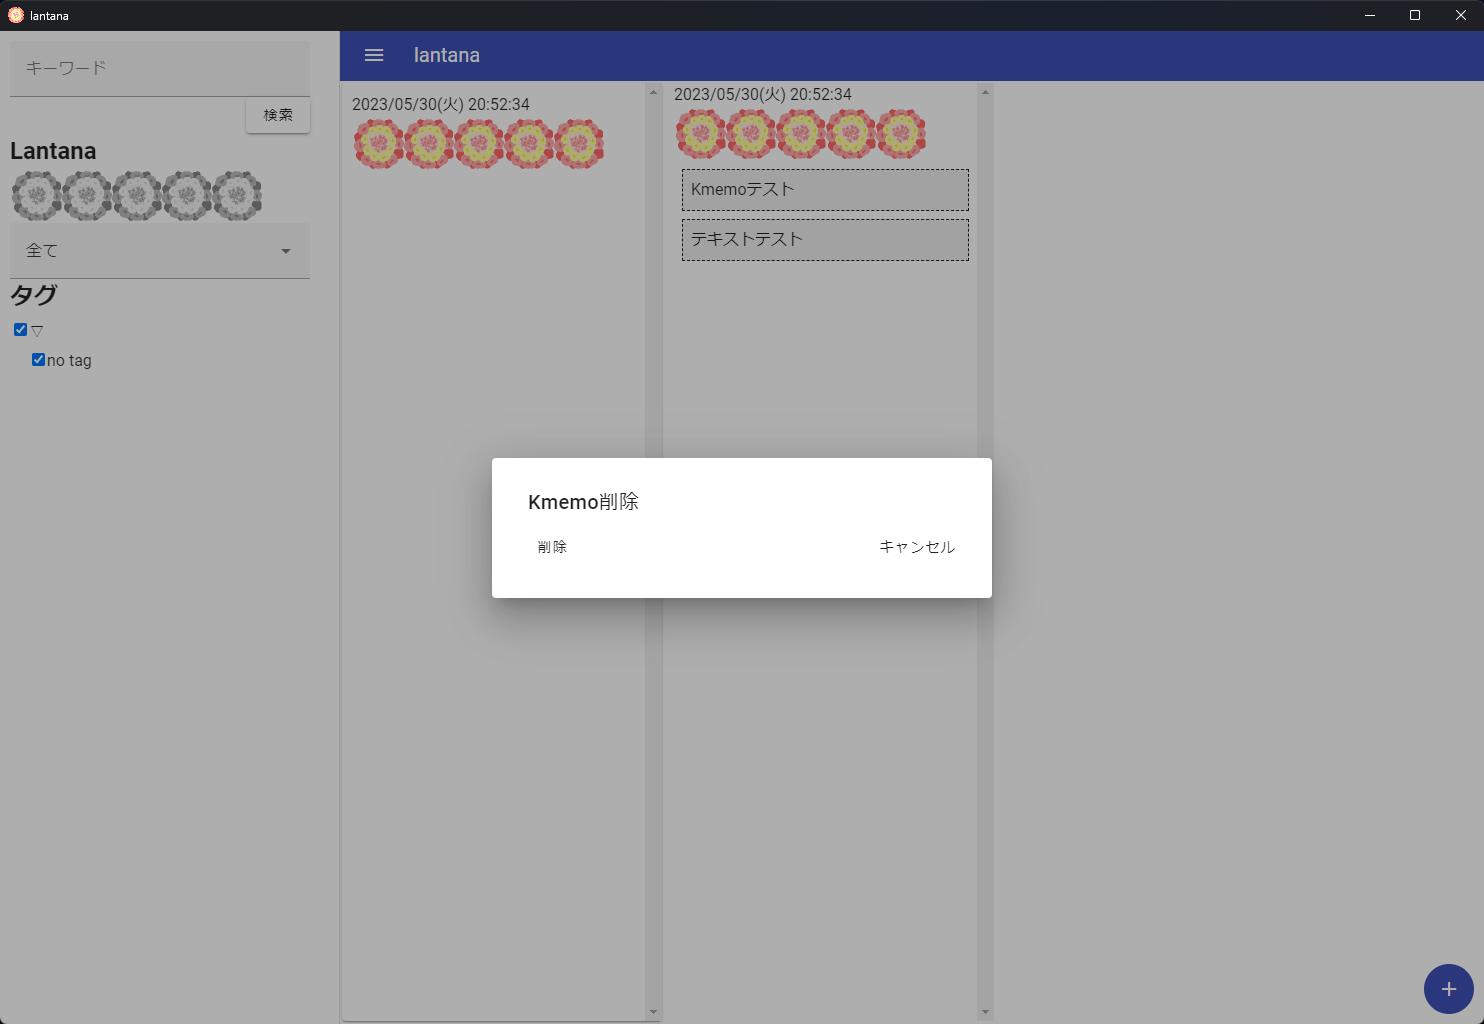 lantana
キーワード
検索
Lantana
全て
タグ
▽
no tag
lantana
2023/05/30(火) 20:52:34
2023/05/30(火) 20:52:34
Kmemoテスト
テキストテスト
Kmemo削除
削除
キャンセル